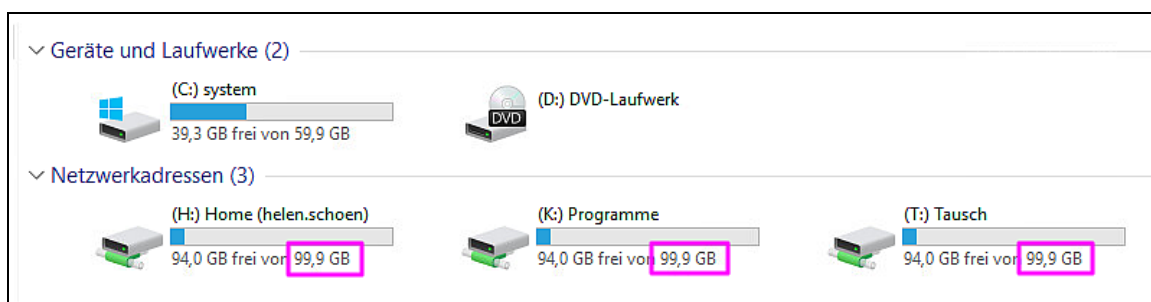 Geräte und Laufwerke (2)
(C:) system
39,3 GB frei von 59,9 GB
(D:) DVD-Laufwerk
DVD
Netzwerkadressen (3)
(H:) Home (helen.schoen)
94,0 GB frei von 99,9 GB
(K:) Programme
94,0 GB frei von 99,9 GB
(T:) Tausch
94,0 GB frei von 99,9 GB